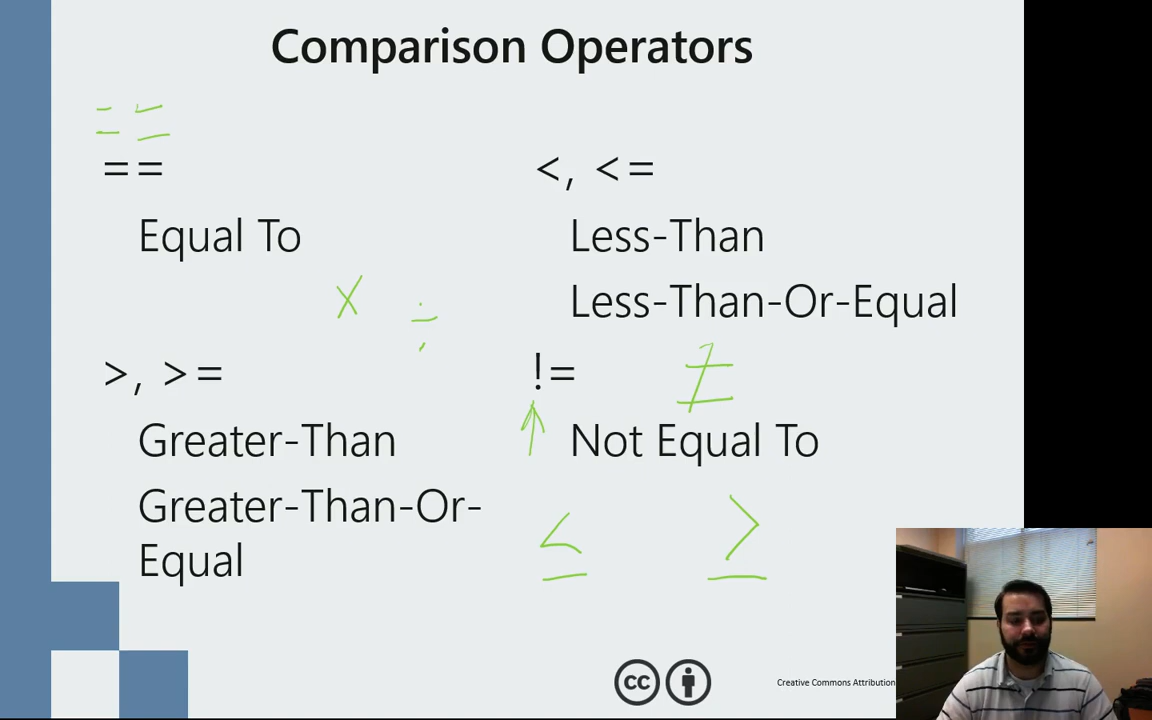 Comparison Operators
= =
==
Equal To
× ÷
>, >=
Greater-Than
Greater-Than-Or-
Equal
<, <=
Less-Than
Less-Than-Or-Equal
!= ≠
↑
Not Equal To
≤ ≥
cc
Creative Commons Attribution